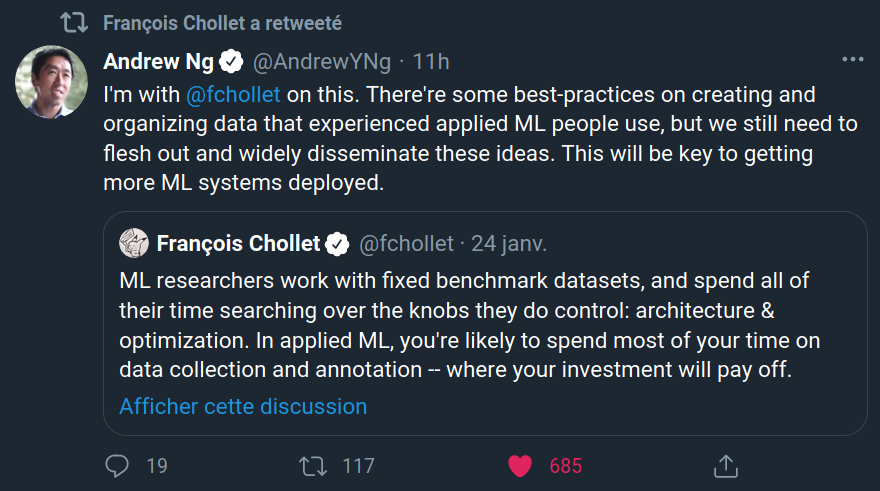 François Chollet a retweeté
Andrew Ng @AndrewYNg · 11h
I'm with @fchollet on this. There're some best-practices on creating and
organizing data that experienced applied ML people use, but we still need to
flesh out and widely disseminate these ideas. This will be key to getting
more ML systems deployed.
François Chollet @fchollet · 24 janv.
ML researchers work with fixed benchmark datasets, and spend all of
their time searching over the knobs they do control: architecture &
optimization. In applied ML, you're likely to spend most of your time on
data collection and annotation -- where your investment will pay off.
Afficher cette discussion
19 117 685